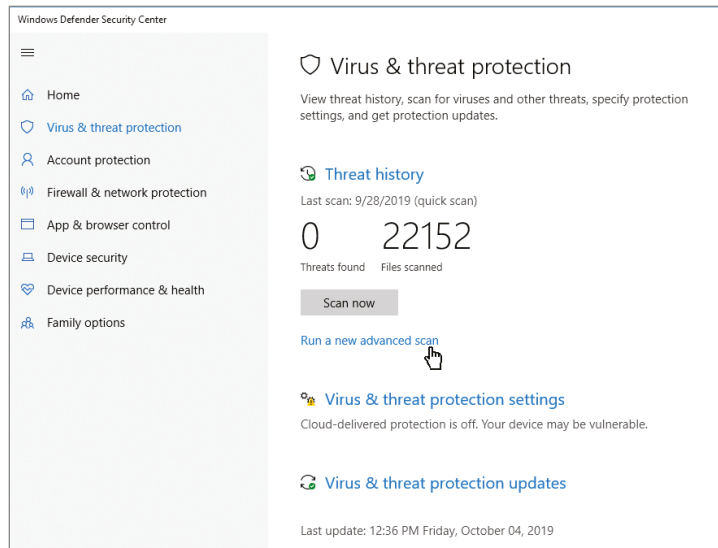 Windows Defender Security Center
Home
Virus & threat protection
Account protection
Firewall & network protection
App & browser control
Device security
Device performance & health
Family options
Virus & threat protection
View threat history, scan for viruses and other threats, specify protection
settings, and get protection updates.
Threat history
Last scan: 9/28/2019 (quick scan)
0 22152
Threats found Files scanned
Scan now
Run a new advanced scan
Virus & threat protection settings
Cloud-delivered protection is off. Your device may be vulnerable.
Virus & threat protection updates
Last update: 12:36 PM Friday, October 04, 2019